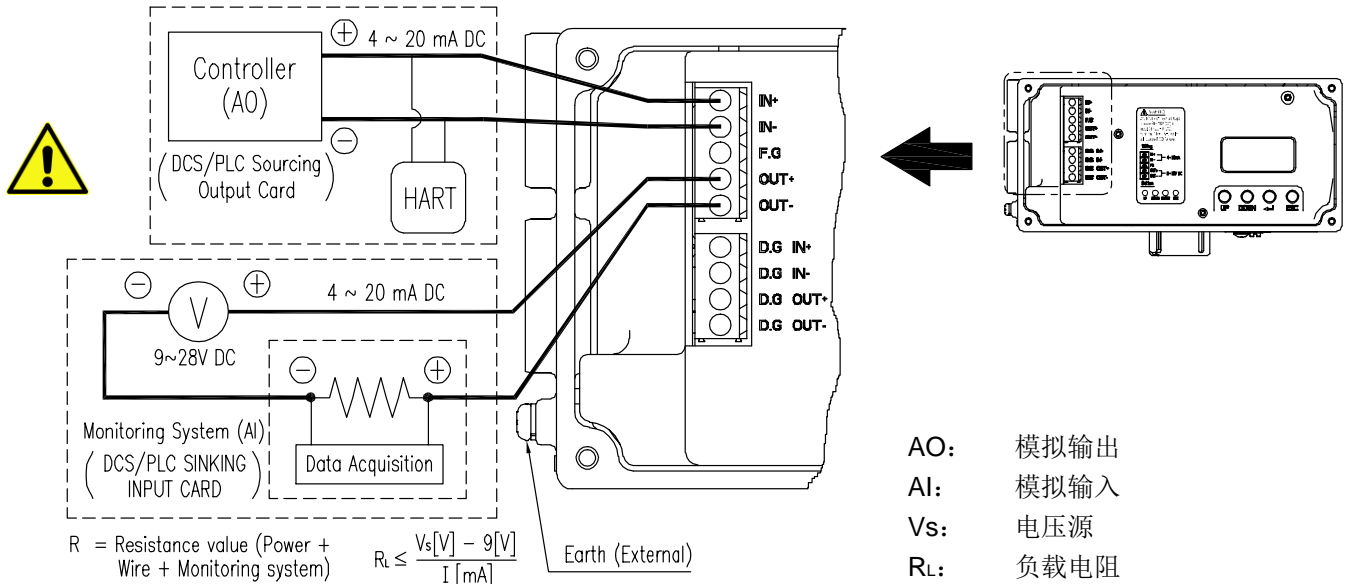 4 ~ 20 mA DC
Controller
(AO)
(DCS/PLC Sourcing
Output Card)
HART
IN+
IN-
F.G
OUT+
OUT-
D.G IN+
D.G IN-
D.G OUT+
D.G OUT-
4 ~ 20 mA DC
V
9~28V DC
Monitoring System (AI)
(DCS/PLC SINKING
INPUT CARD)
Data Acquisition
R = Resistance value (Power +
Wire + Monitoring system)
RL ≤ Vs[V] - 9[V]
I [mA]
Earth (External)
UP DOWN ESC
AO: 模拟输出
AI: 模拟输入
Vs: 电压源
RL: 负载电阻